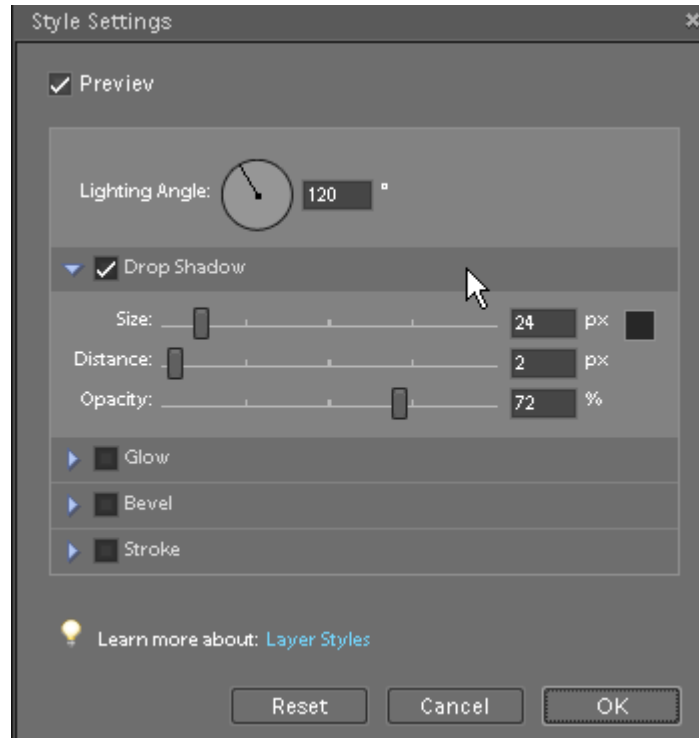 Style Settings
Previev
Lighting Angle: 120 °
Drop Shadow
Size: 24 px
Distance: 2 px
Opacity: 72 %
Glow
Bevel
Stroke
Learn more about: Layer Styles
Reset Cancel OK